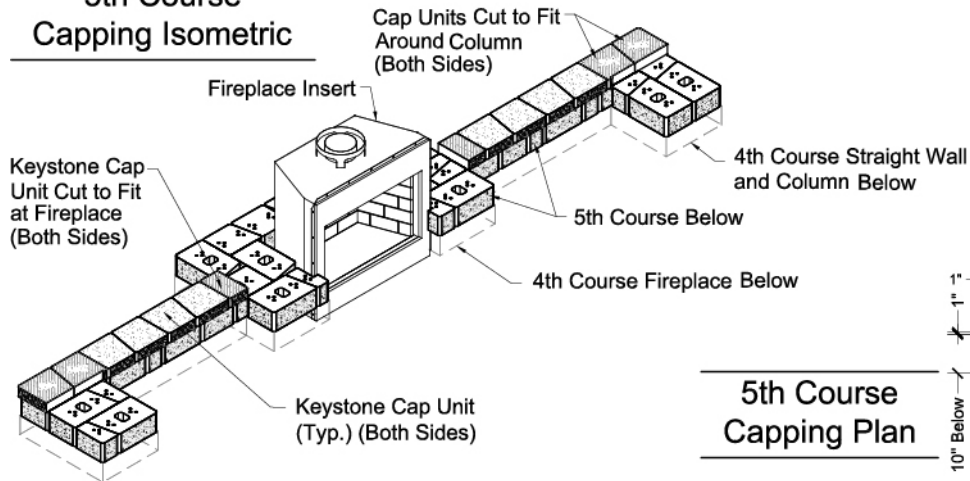 5th Course
Capping Isometric
Cap Units Cut to Fit
Around Column
(Both Sides)
Fireplace Insert
Keystone Cap
Unit Cut to Fit
at Fireplace
(Both Sides)
4th Course Straight Wall
and Column Below
5th Course Below
4th Course Fireplace Below
Keystone Cap Unit
(Typ.) (Both Sides)
5th Course
Capping Plan
1"
1"
10" Below